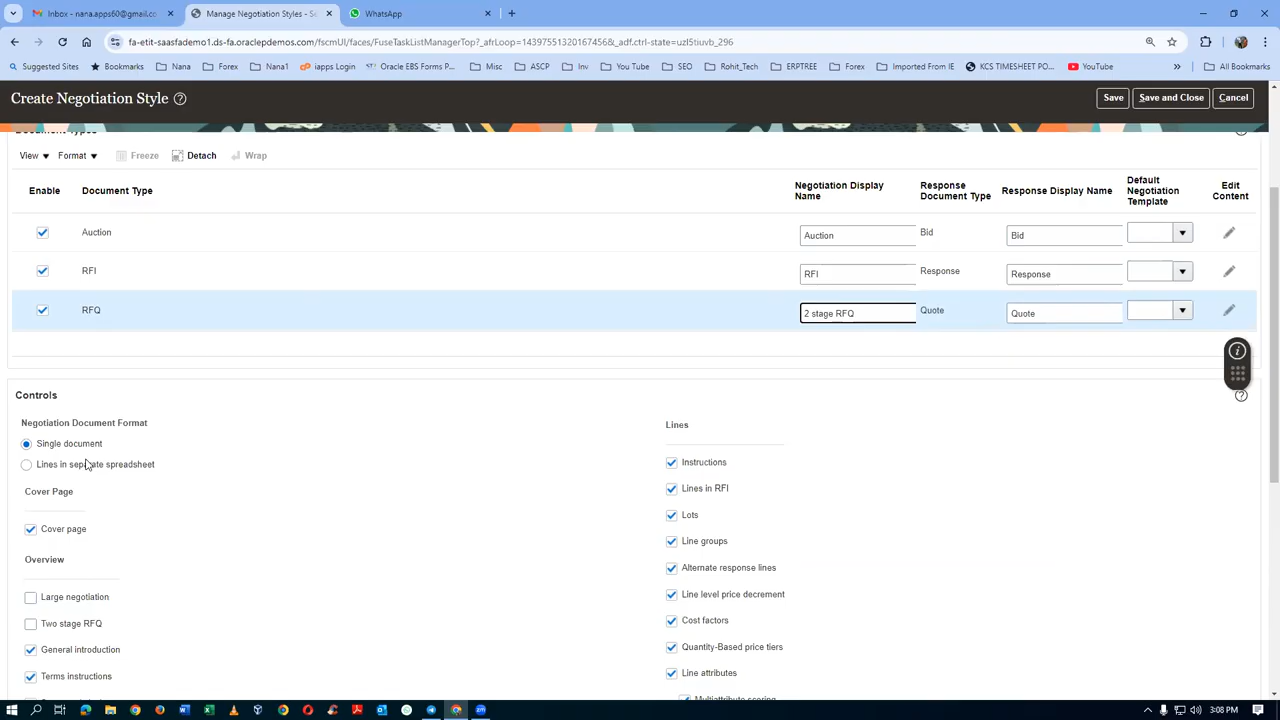 Inbox - nana.apps60@gmail.co
Manage Negotiation Styles - So
WhatsApp
fa-etit-saasfademo1.ds-fa.oraclepdemos.com/fscmUI/faces/FuseTaskListManagerTop?_afrLoop=14397551320167456&_adf.ctrl-state=uzl5tiuvb_296
Suggested Sites Bookmarks Nana Forex Nana1 iapps Login Oracle EBS Forms P... Misc ASCP Inv You Tube SEO Rohit_Tech ERPTREE Forex Imported From IE KCS TIMESHEET PO... YouTube All Bookmarks
Create Negotiation Style
Save Save and Close Cancel
View Format Freeze Detach Wrap
Enable Document Type Negotiation Display Name Response Document Type Response Display Name Default Negotiation Template Edit Content
Auction Auction Bid Bid
RFI RFI Response Response
RFQ 2 stage RFQ Quote Quote
Controls
Negotiation Document Format
Single document
Lines in separate spreadsheet
Cover Page
Cover page
Overview
Large negotiation
Two stage RFQ
General introduction
Terms instructions
Lines
Instructions
Lines in RFI
Lots
Line groups
Alternate response lines
Line level price decrement
Cost factors
Quantity-Based price tiers
Line attributes
Multiattribute scoring
3:08 PM